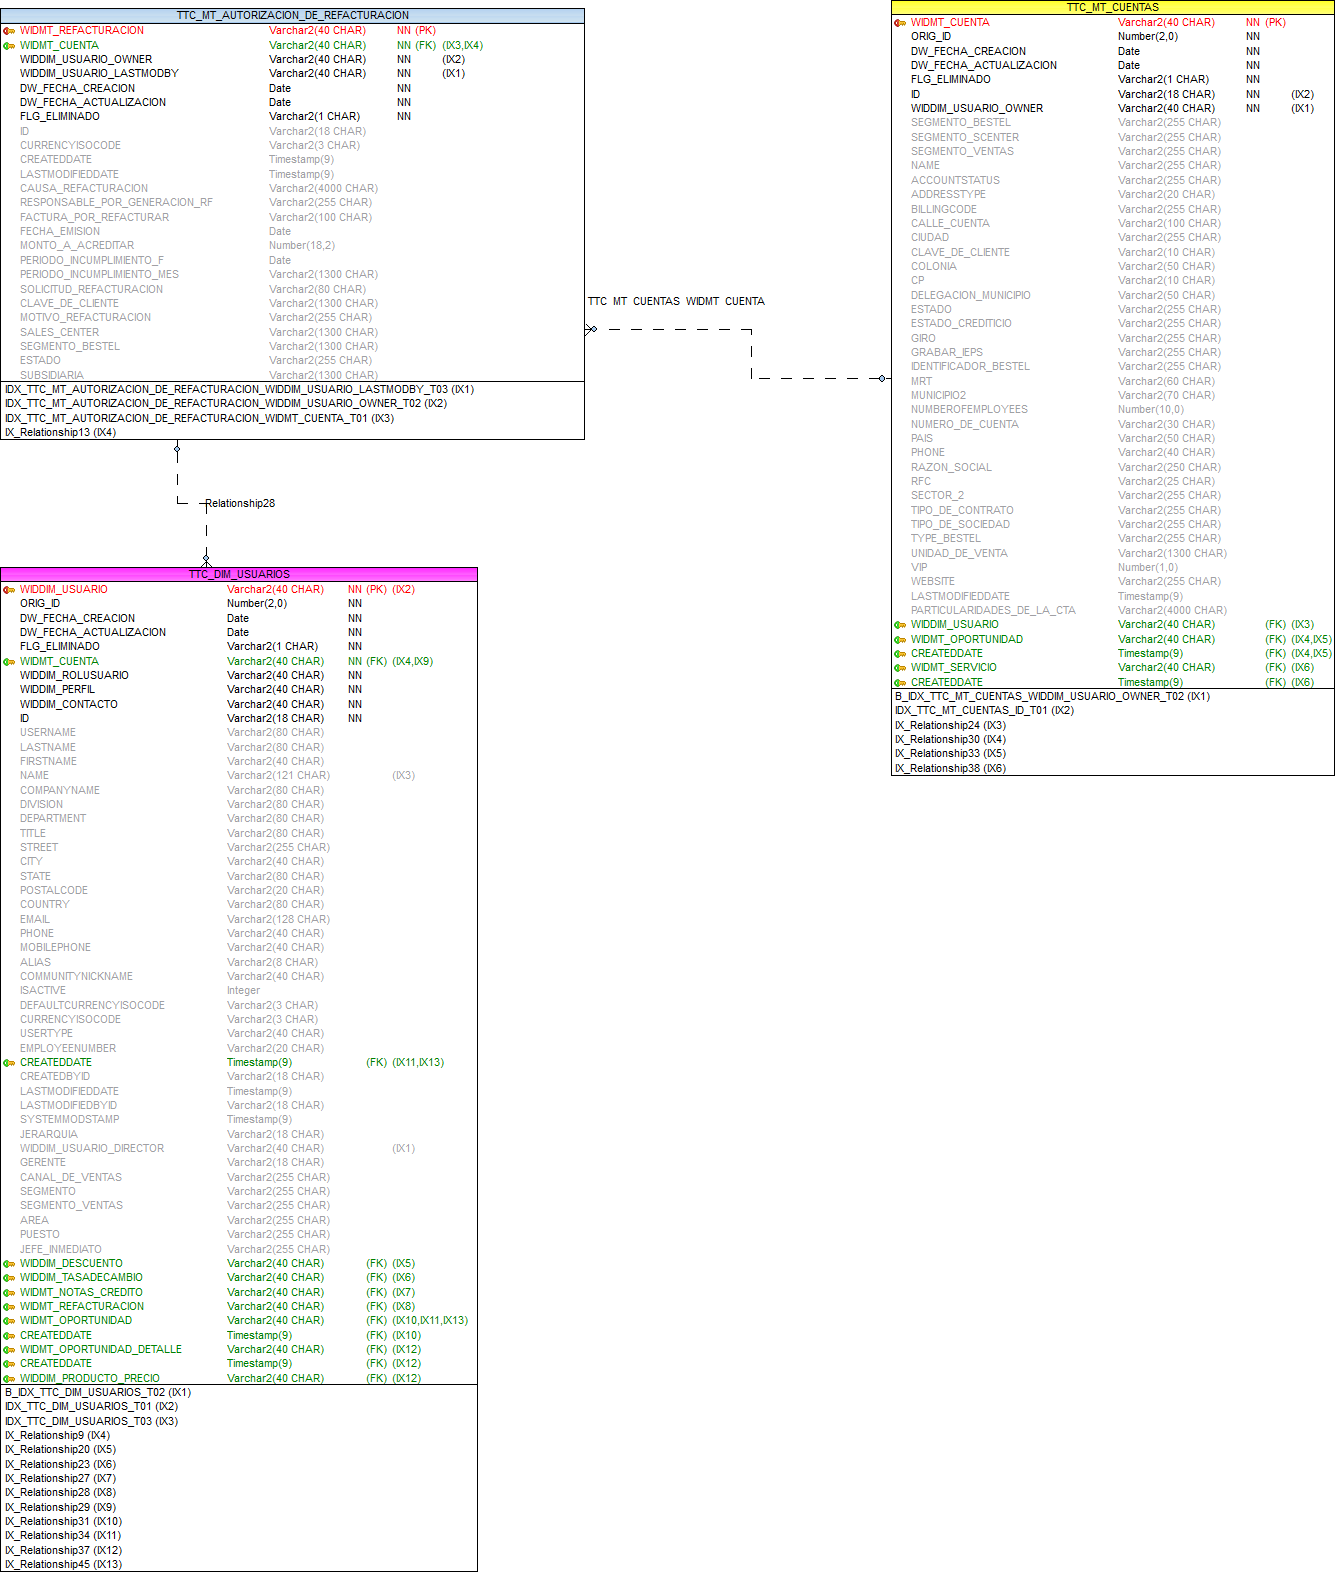 TTC_MT_AUTORIZACION_DE_REFACTURACION
WIDMT_REFACTURACION Varchar2(40 CHAR) NN (PK)
WIDMT_CUENTA Varchar2(40 CHAR) NN (FK) (IX3,IX4)
WIDDIM_USUARIO_OWNER Varchar2(40 CHAR) NN (IX2)
WIDDIM_USUARIO_LASTMODBY Varchar2(40 CHAR) NN (IX1)
DW_FECHA_CREACION Date NN
DW_FECHA_ACTUALIZACION Date NN
FLG_ELIMINADO Varchar2(1 CHAR) NN
ID Varchar2(18 CHAR)
CURRENCYISOCODE Varchar2(3 CHAR)
CREATEDDATE Timestamp(9)
LASTMODIFIEDDATE Timestamp(9)
CAUSA_REFACTURACION Varchar2(4000 CHAR)
RESPONSABLE_POR_GENERACION_RF Varchar2(255 CHAR)
FACTURA_POR_REFACTURAR Varchar2(100 CHAR)
FECHA_EMISION Date
MONTO_A_ACREDITAR Number(18,2)
PERIODO_INCUMPLIMIENTO_F Date
PERIODO_INCUMPLIMIENTO_MES Varchar2(1300 CHAR)
SOLICITUD_REFACTURACION Varchar2(80 CHAR)
CLAVE_DE_CLIENTE Varchar2(1300 CHAR)
MOTIVO_REFACTURACION Varchar2(255 CHAR)
SALES_CENTER Varchar2(1300 CHAR)
SEGMENTO_BESTEL Varchar2(1300 CHAR)
ESTADO Varchar2(255 CHAR)
SUBSIDIARIA Varchar2(1300 CHAR)
IDX_TTC_MT_AUTORIZACION_DE_REFACTURACION_WIDDIM_USUARIO_LASTMODBY_T03 (IX1)
IDX_TTC_MT_AUTORIZACION_DE_REFACTURACION_WIDDIM_USUARIO_OWNER_T02 (IX2)
IDX_TTC_MT_AUTORIZACION_DE_REFACTURACION_WIDMT_CUENTA_T01 (IX3)
IX_Relationship13 (IX4)
TTC_MT_CUENTAS_WIDMT_CUENTA
Relationship28
TTC_MT_CUENTAS
WIDMT_CUENTA Varchar2(40 CHAR) NN (PK)
ORIG_ID Number(2,0) NN
DW_FECHA_CREACION Date NN
DW_FECHA_ACTUALIZACION Date NN
FLG_ELIMINADO Varchar2(1 CHAR) NN
ID Varchar2(18 CHAR) NN (IX2)
WIDDIM_USUARIO_OWNER Varchar2(40 CHAR) NN (IX1)
SEGMENTO_BESTEL Varchar2(255 CHAR)
SEGMENTO_SCENTER Varchar2(255 CHAR)
SEGMENTO_VENTAS Varchar2(255 CHAR)
NAME Varchar2(255 CHAR)
ACCOUNTSTATUS Varchar2(255 CHAR)
ADDRESSTYPE Varchar2(20 CHAR)
BILLINGCODE Varchar2(255 CHAR)
CALLE_CUENTA Varchar2(100 CHAR)
CIUDAD Varchar2(255 CHAR)
CLAVE_DE_CLIENTE Varchar2(10 CHAR)
COLONIA Varchar2(50 CHAR)
CP Varchar2(10 CHAR)
DELEGACION_MUNICIPIO Varchar2(50 CHAR)
ESTADO Varchar2(255 CHAR)
ESTADO_CREDITICIO Varchar2(255 CHAR)
GIRO Varchar2(255 CHAR)
GRABAR_IEPS Varchar2(255 CHAR)
IDENTIFICADOR_BESTEL Varchar2(255 CHAR)
MRT Varchar2(60 CHAR)
MUNICIPIO2 Varchar2(70 CHAR)
NUMBEROFEMPLOYEES Number(10,0)
NUMERO_DE_CUENTA Varchar2(30 CHAR)
PAIS Varchar2(50 CHAR)
PHONE Varchar2(40 CHAR)
RAZON_SOCIAL Varchar2(250 CHAR)
RFC Varchar2(25 CHAR)
SECTOR_2 Varchar2(255 CHAR)
TIPO_DE_CONTRATO Varchar2(255 CHAR)
TIPO_DE_SOCIEDAD Varchar2(255 CHAR)
TYPE_BESTEL Varchar2(255 CHAR)
UNIDAD_DE_VENTA Varchar2(1300 CHAR)
VIP Number(1,0)
WEBSITE Varchar2(255 CHAR)
LASTMODIFIEDDATE Timestamp(9)
PARTICULARIDADES_DE_LA_CTA Varchar2(4000 CHAR)
WIDDIM_USUARIO Varchar2(40 CHAR) (FK) (IX3)
WIDMT_OPORTUNIDAD Varchar2(40 CHAR) (FK) (IX4,IX5)
CREATEDDATE Timestamp(9) (FK) (IX4,IX5)
WIDMT_SERVICIO Varchar2(40 CHAR) (FK) (IX6)
CREATEDDATE Timestamp(9) (FK) (IX6)
B_IDX_TTC_MT_CUENTAS_WIDDIM_USUARIO_OWNER_T02 (IX1)
IDX_TTC_MT_CUENTAS_ID_T01 (IX2)
IX_Relationship24 (IX3)
IX_Relationship30 (IX4)
IX_Relationship33 (IX5)
IX_Relationship38 (IX6)
TTC_DIM_USUARIOS
WIDDIM_USUARIO Varchar2(40 CHAR) NN (PK) (IX2)
ORIG_ID Number(2,0) NN
DW_FECHA_CREACION Date NN
DW_FECHA_ACTUALIZACION Date NN
FLG_ELIMINADO Varchar2(1 CHAR) NN
WIDMT_CUENTA Varchar2(40 CHAR) NN (FK) (IX4,IX9)
WIDDIM_ROLUSUARIO Varchar2(40 CHAR) NN
WIDDIM_PERFIL Varchar2(40 CHAR) NN
WIDDIM_CONTACTO Varchar2(40 CHAR) NN
ID Varchar2(18 CHAR) NN
USERNAME Varchar2(80 CHAR)
LASTNAME Varchar2(80 CHAR)
FIRSTNAME Varchar2(40 CHAR)
NAME Varchar2(121 CHAR) (IX3)
COMPANYNAME Varchar2(80 CHAR)
DIVISION Varchar2(80 CHAR)
DEPARTMENT Varchar2(80 CHAR)
TITLE Varchar2(80 CHAR)
STREET Varchar2(255 CHAR)
CITY Varchar2(40 CHAR)
STATE Varchar2(80 CHAR)
POSTALCODE Varchar2(20 CHAR)
COUNTRY Varchar2(80 CHAR)
EMAIL Varchar2(128 CHAR)
PHONE Varchar2(40 CHAR)
MOBILEPHONE Varchar2(40 CHAR)
ALIAS Varchar2(8 CHAR)
COMMUNITYNICKNAME Varchar2(40 CHAR)
ISACTIVE Integer
DEFAULTCURRENCYISOCODE Varchar2(3 CHAR)
CURRENCYISOCODE Varchar2(3 CHAR)
USERTYPE Varchar2(40 CHAR)
EMPLOYEENUMBER Varchar2(20 CHAR)
CREATEDDATE Timestamp(9) (FK) (IX11,IX13)
CREATEDBYID Varchar2(18 CHAR)
LASTMODIFIEDDATE Timestamp(9)
LASTMODIFIEDBYID Varchar2(18 CHAR)
SYSTEMMODSTAMP Timestamp(9)
JERARQUIA Varchar2(18 CHAR)
WIDDIM_USUARIO_DIRECTOR Varchar2(40 CHAR) (IX1)
GERENTE Varchar2(18 CHAR)
CANAL_DE_VENTAS Varchar2(255 CHAR)
SEGMENTO Varchar2(255 CHAR)
SEGMENTO_VENTAS Varchar2(255 CHAR)
AREA Varchar2(255 CHAR)
PUESTO Varchar2(255 CHAR)
JEFE_INMEDIATO Varchar2(255 CHAR)
WIDDIM_DESCUENTO Varchar2(40 CHAR) (FK) (IX5)
WIDDIM_TASADECAMBIO Varchar2(40 CHAR) (FK) (IX6)
WIDMT_NOTAS_CREDITO Varchar2(40 CHAR) (FK) (IX7)
WIDMT_REFACTURACION Varchar2(40 CHAR) (FK) (IX8)
WIDMT_OPORTUNIDAD Varchar2(40 CHAR) (FK) (IX10,IX11,IX13)
CREATEDDATE Timestamp(9) (FK) (IX10)
WIDMT_OPORTUNIDAD_DETALLE Varchar2(40 CHAR) (FK) (IX12)
CREATEDDATE Timestamp(9) (FK) (IX12)
WIDDIM_PRODUCTO_PRECIO Varchar2(40 CHAR) (FK) (IX12)
B_IDX_TTC_DIM_USUARIOS_T02 (IX1)
IDX_TTC_DIM_USUARIOS_T01 (IX2)
IDX_TTC_DIM_USUARIOS_T03 (IX3)
IX_Relationship9 (IX4)
IX_Relationship20 (IX5)
IX_Relationship23 (IX6)
IX_Relationship27 (IX7)
IX_Relationship28 (IX8)
IX_Relationship29 (IX9)
IX_Relationship31 (IX10)
IX_Relationship34 (IX11)
IX_Relationship37 (IX12)
IX_Relationship45 (IX13)